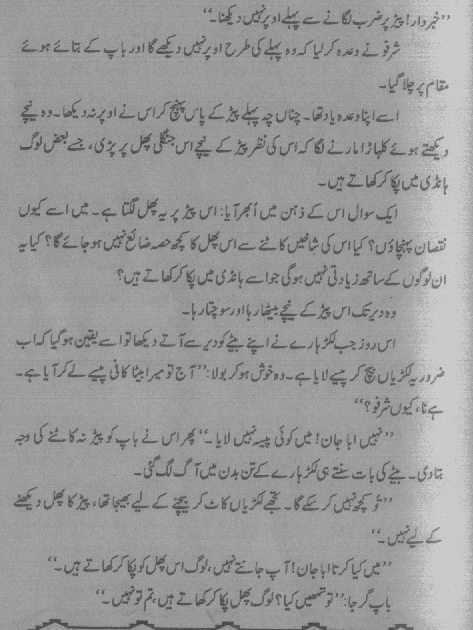 ”خبردار! پیڑ پر ضرب لگانے سے پہلے اوپر نہیں دیکھنا۔“
شرفو نے وعدہ کر لیا کہ وہ پہلے کی طرح اوپر نہیں دیکھے گا اور باپ کے بتائے ہوئے
مقام پر چلا گیا۔
اسے اپنا وعدہ یاد تھا۔ چناں چہ پہلے پیڑ کے پاس پہنچ کر اس نے اوپر نہ دیکھا۔ وہ نیچے
دیکھتے ہوئے کلہاڑا مارنے لگا کہ اس کی نظر پیڑ کے نیچے اس جنگلی پھل پر پڑی، جسے بعض لوگ
ہانڈی میں پکا کر کھاتے ہیں۔
ایک سوال اس کے ذہن میں اُبھر آیا: اس پیڑ پر یہ پھل لگتا ہے۔ میں اسے کیوں
نقصان پہنچاؤں؟ کیا اس کی شاخیں کاٹنے سے اس پھل کا کچھ حصہ ضائع نہیں ہو جائے گا؟ کیا یہ
ان لوگوں کے ساتھ زیادتی نہیں ہوگی جو اسے ہانڈی میں پکا کر کھاتے ہیں؟
وہ دیر تک اس پیڑ کے نیچے بیٹھا رہا اور سوچتا رہا۔
اس روز جب لکڑہارے نے اپنے بیٹے کو دیر سے آتے دیکھا تو اسے یقین ہو گیا کہ اب
ضرور یہ لکڑیاں بیچ کر پیسے لایا ہے۔ وہ خوش ہو کر بولا: ”آج تو میرا بیٹا کافی پیسے لے کر آیا ہے۔
ہے نا، کیوں شرفو؟“
”نہیں ابا جان! میں کوئی پیسہ نہیں لایا۔“ پھر اس نے باپ کو پیڑ نہ کاٹنے کی وجہ
بتا دی۔ بیٹے کی بات سنتے ہی لکڑہارے کے تن بدن میں آگ لگ گئی۔
”تُو کچھ نہیں کر سکے گا۔ تجھے لکڑیاں کاٹ کر بیچنے کے لیے بھیجا تھا، پیڑ کا پھل دیکھنے
کے لیے نہیں۔“
”میں کیا کرتا ابا جان! آپ جانتے نہیں، لوگ اس پھل کو پکا کر کھاتے ہیں۔“
باپ گرجا: ”تو تمھیں کیا؟ لوگ پھل پکا کر کھاتے ہیں، تم تو نہیں۔“